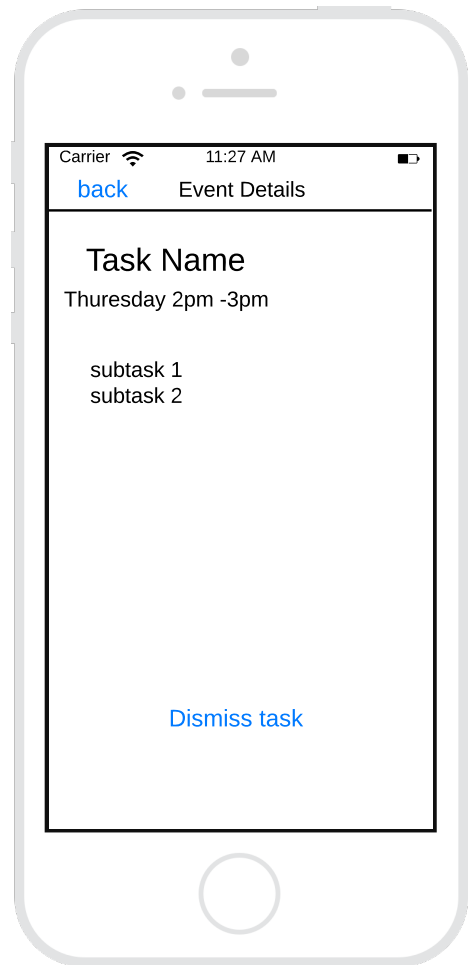 Carrier 11:27 AM
back Event Details
Task Name
Thuresday 2pm -3pm
subtask 1
subtask 2
Dismiss task